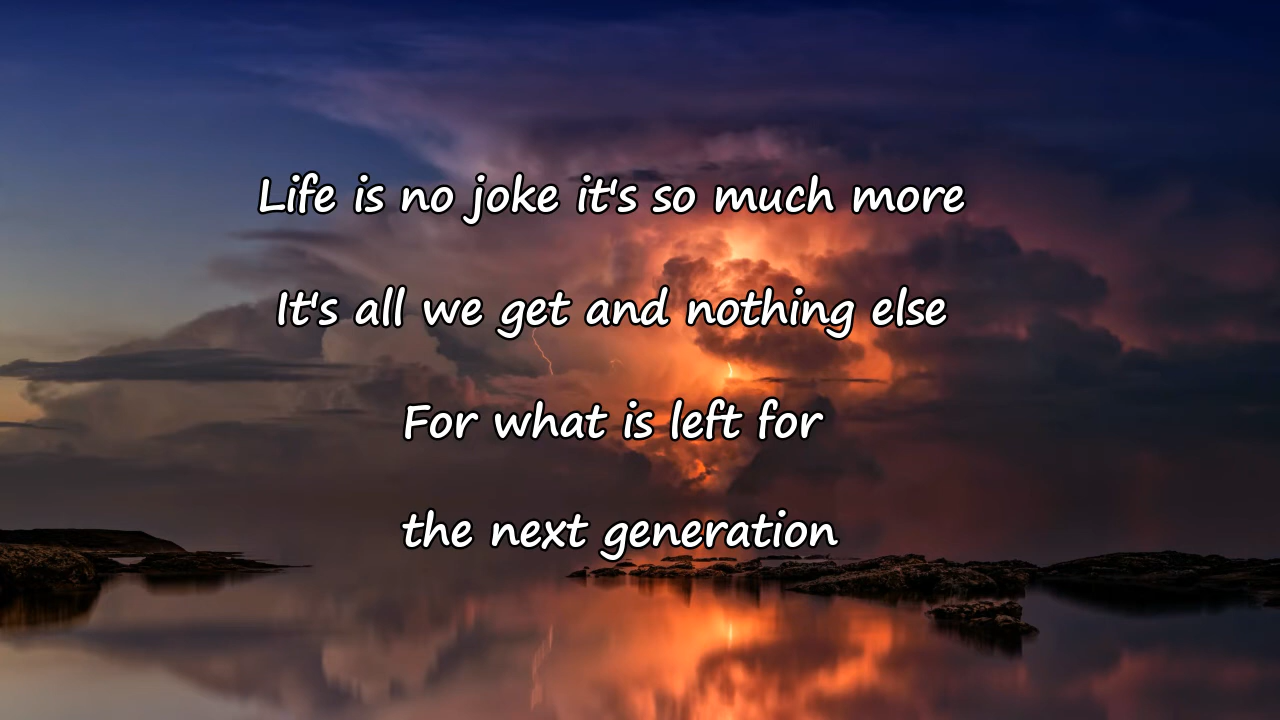 Life is no joke it's so much more
It's all we get and nothing else
For what is left for
the next generation